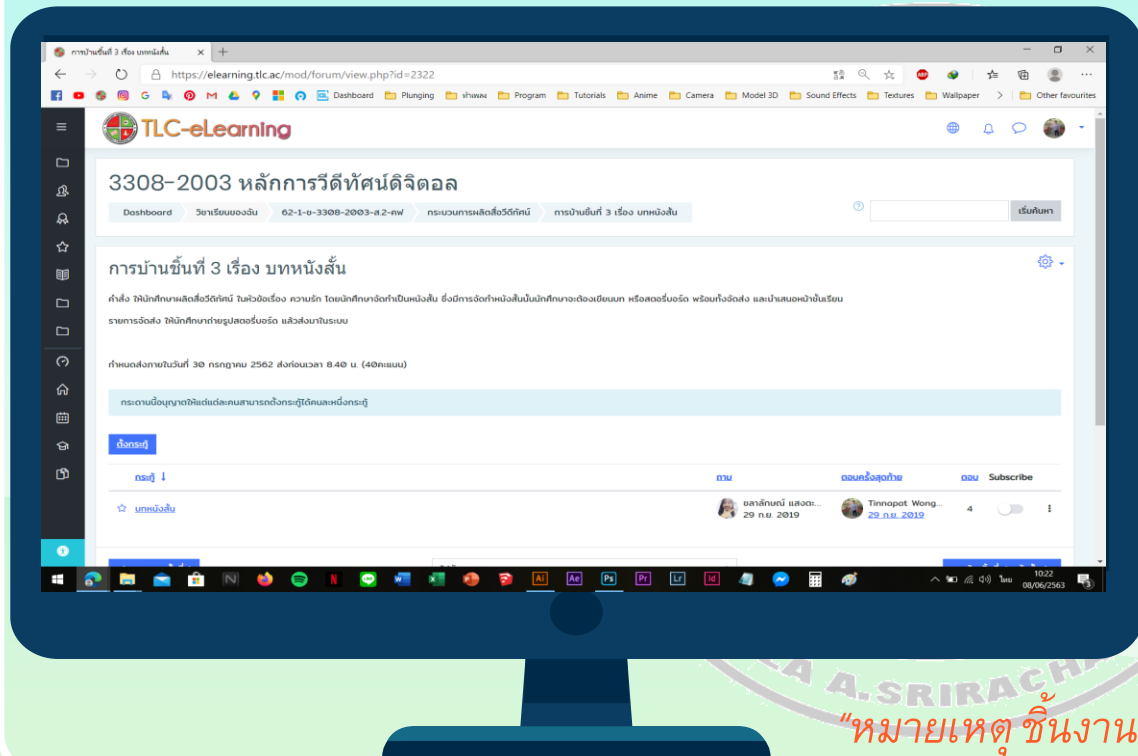 การบ้านชิ้นที่ 3 เรื่อง บทหนังสั้น
https://elearning.tlc.ac/mod/forum/view.php?id=2322
Dashboard Plunging Program Tutorials Anime Camera Model 3D Sound Effects Textures Wallpaper Other favourites
TLC-eLearning
3308-2003 หลักการวีดีทัศน์ดิจิตอล
Dashboard วิชาเรียนของฉัน 62-1-ข-3308-2003-ส.2-คฟ กระบวนการผลิตสื่อวีดีทัศน์ การบ้านชิ้นที่ 3 เรื่อง บทหนังสั้น เริ่มค้นหา
การบ้านชิ้นที่ 3 เรื่อง บทหนังสั้น
คำสั่ง ให้นักศึกษาผลิตสื่อวีดิทัศน์ ในหัวข้อเรื่อง ความรัก โดยนักศึกษาจัดทำเป็นหนังสั้น ซึ่งมีการจัดทำหนังสั้นนั้นนักศึกษาจะต้องเขียนบท หรือสตอรี่บอร์ด พร้อมทั้งจัดส่ง และนำเสนอหน้าชั้นเรียน
รายการจัดส่ง ให้นักศึกษาถ่ายรูปสตอรี่บอร์ด แล้วส่งมาในระบบ
กำหนดส่งภายในวันที่ 30 กรกฎาคม 2562 ส่งก่อนเวลา 8.40 น. (40คะแนน)
กระดานนี้อนุญาตให้แต่แต่ละคนสามารถตั้งกระทู้ได้คนละหนึ่งกระทู้
ตั้งกระทู้
กระทู้ ↓ ถาม ตอบครั้งสุดท้าย ตอบ Subscribe
บทหนังสั้น ชลาลักษณ์ แสงตะ... Tinnapot Wong... 4
29 ก.ย. 2019 29 ก.ย. 2019
ไทย 10:22
08/06/2563
A A.SRIRACHA
"หมายเหตุ ชิ้นงาน